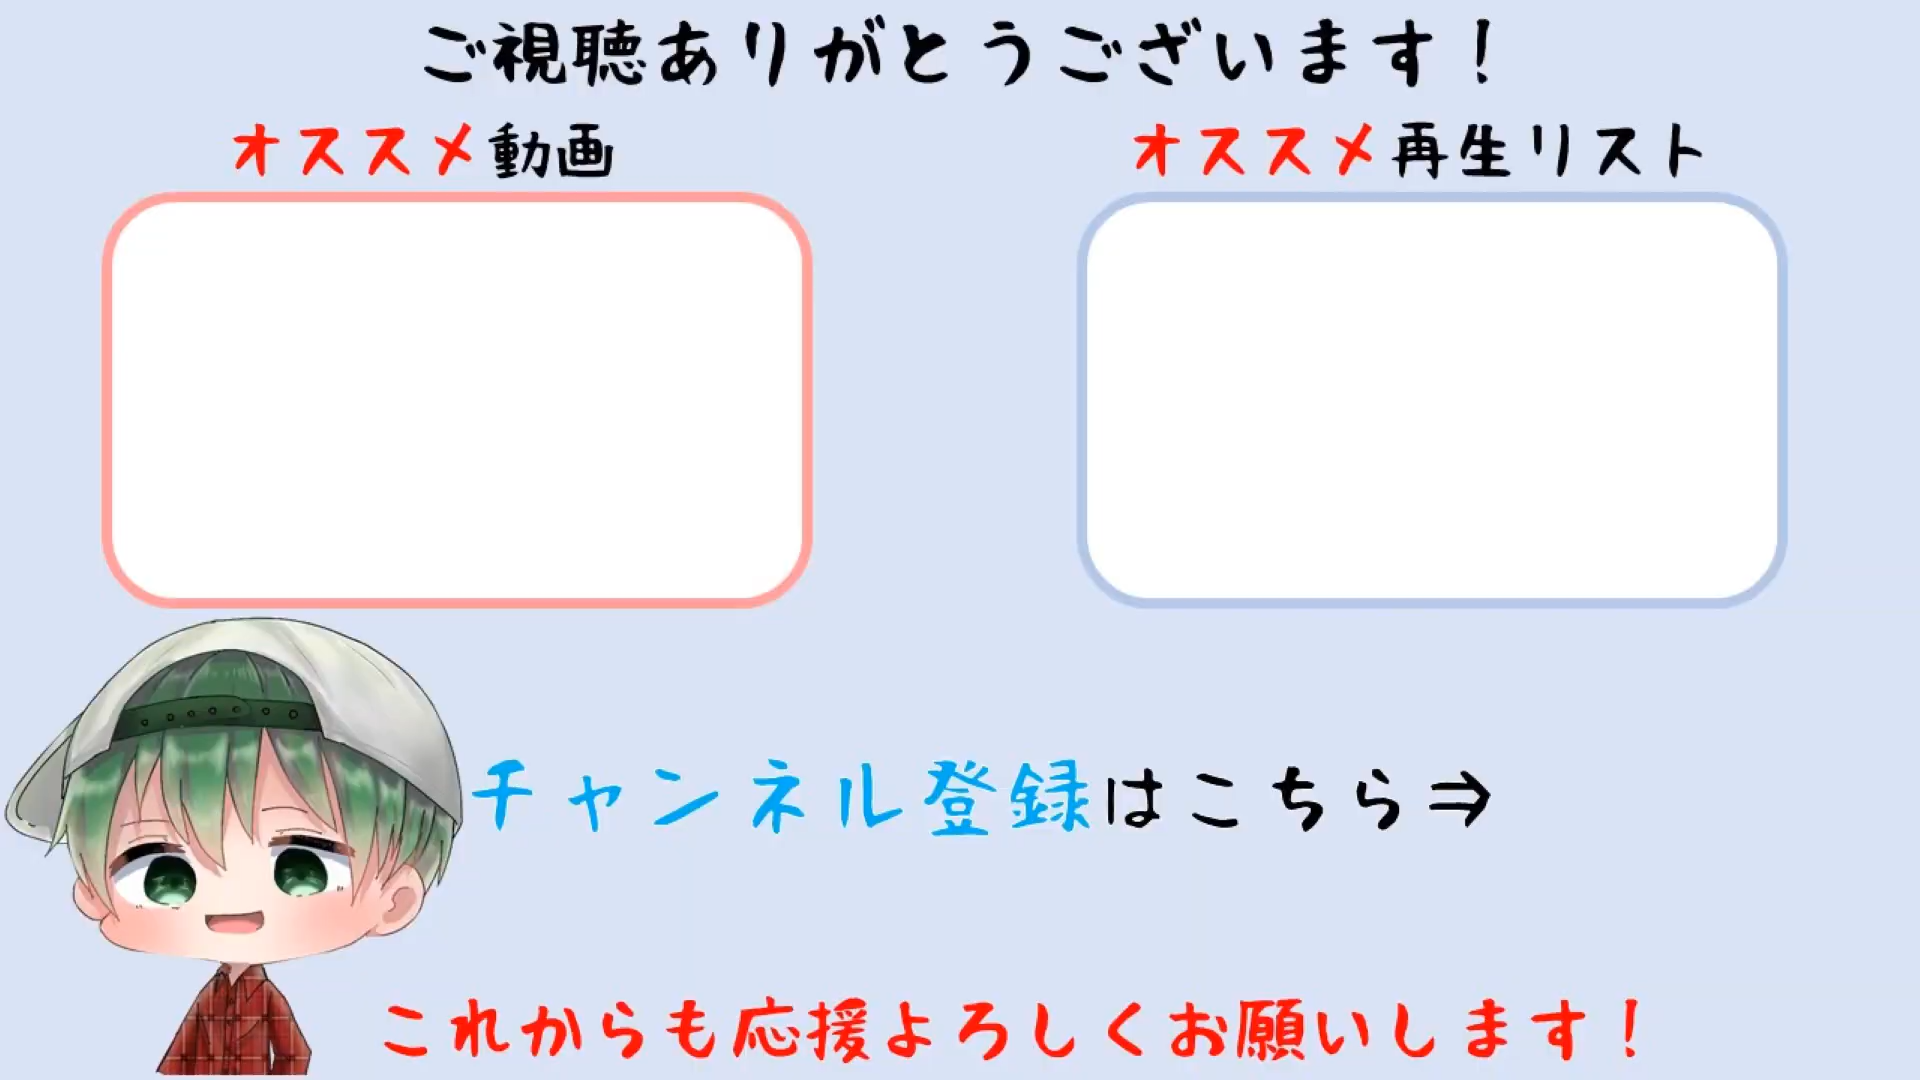 ご視聴ありがとうございます！
オススメ動画
オススメ再生リスト
チャンネル登録はこちら⇒
これからも応援よろしくお願いします！